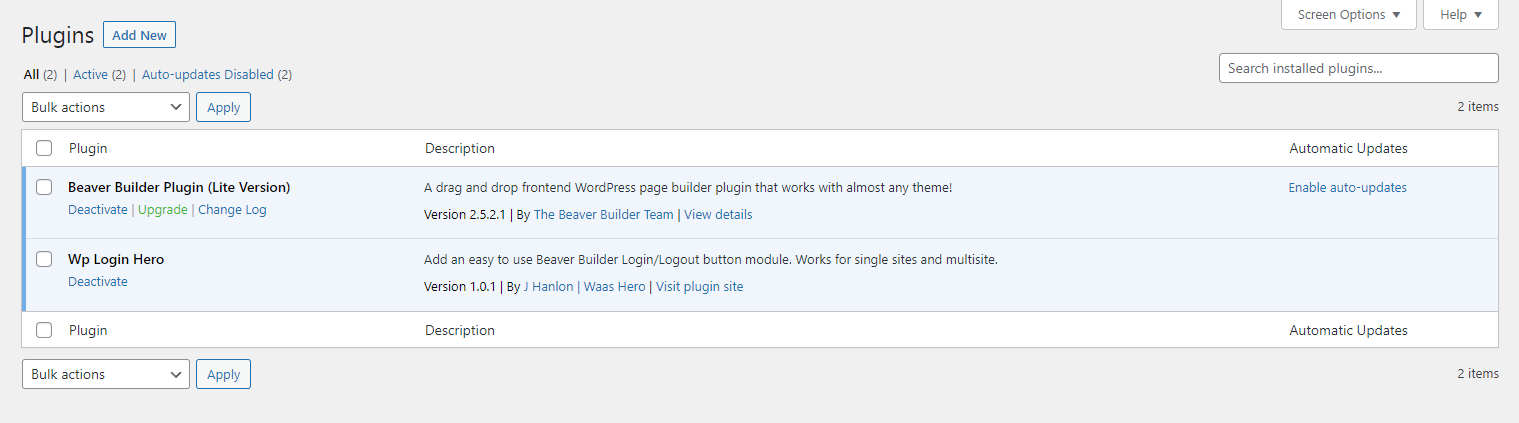 Screen Options ▼ Help ▼
Plugins Add New
All (2) | Active (2) | Auto-updates Disabled (2)
Search installed plugins...
Bulk actions Apply 2 items
Plugin Description Automatic Updates
Beaver Builder Plugin (Lite Version) A drag and drop frontend WordPress page builder plugin that works with almost any theme! Enable auto-updates
Deactivate | Upgrade | Change Log Version 2.5.2.1 | By The Beaver Builder Team | View details
Wp Login Hero Add an easy to use Beaver Builder Login/Logout button module. Works for single sites and multisite.
Deactivate Version 1.0.1 | By J Hanlon | Waas Hero | Visit plugin site
Plugin Description Automatic Updates
Bulk actions Apply 2 items